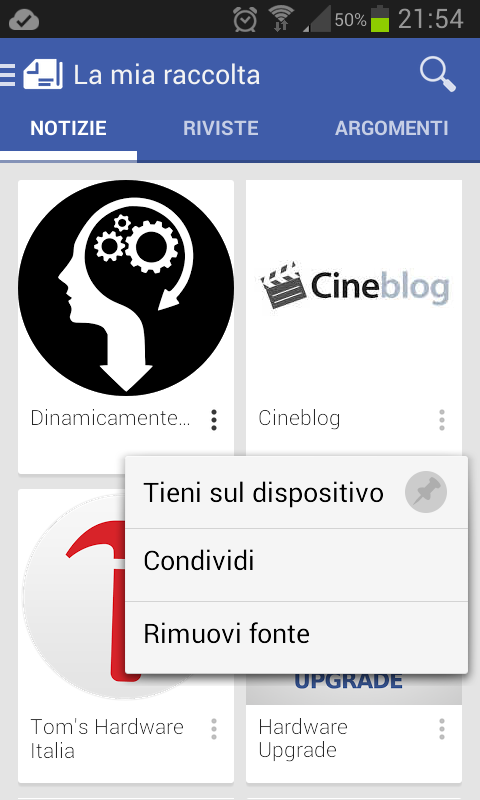 50% 21:54
La mia raccolta
NOTIZIE RIVISTE ARGOMENTI
Cineblog
Dinamicamente... Cineblog
Tieni sul dispositivo
Condividi
Rimuovi fonte
UPGRADE
Tom's Hardware
Italia
Hardware
Upgrade